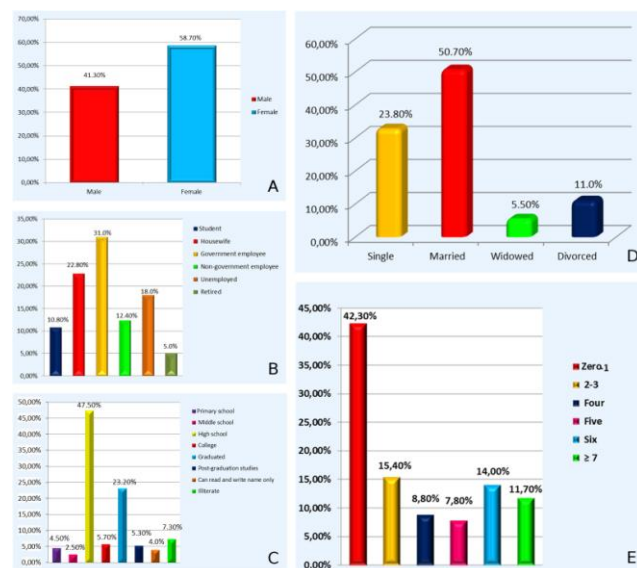 70,00%
60,00%
50,00%
40,00%
30,00%
20,00%
10,00%
0,00%
41.30%
58.70%
Male
Female
Male
Female
A
35,00%
30,00%
25,00%
20,00%
15,00%
10,00%
5,00%
0,00%
10.80%
22.80%
31.0%
12.40%
18.0%
5.0%
Student
Housewife
Government employee
Non-government employee
Unemployed
Retired
B
50,00%
45,00%
40,00%
35,00%
30,00%
25,00%
20,00%
15,00%
10,00%
5,00%
0,00%
4.50%
2.50%
47.50%
5.70%
23.20%
5.30%
4.0%
7.30%
Primary school
Middle school
High school
College
Graduated
Post-graduation studies
Can read and write name only
Illiterate
C
60,00%
50,00%
40,00%
30,00%
20,00%
10,00%
0,00%
23.80%
50.70%
5.50%
11.0%
Single
Married
Widowed
Divorced
D
45,00%
40,00%
35,00%
30,00%
25,00%
20,00%
15,00%
10,00%
5,00%
0,00%
42,30%
15,40%
8,80%
7,80%
14,00%
11,70%
Zero-1
2-3
Four
Five
Six
≥ 7
E